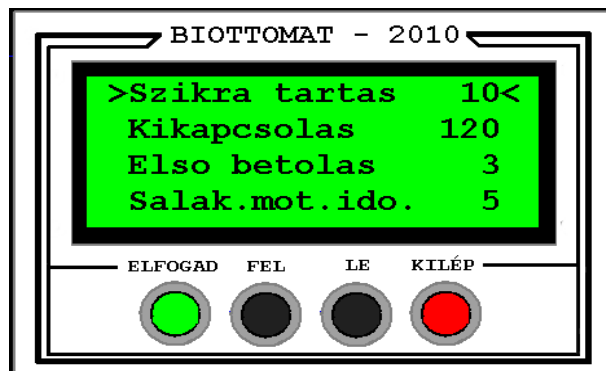 BIOTTOMAT - 2010
>Szikra tartas 10<
Kikapcsolas 120
Elso betolas 3
Salak.mot.ido. 5
ELFOGAD FEL LE KILÉP